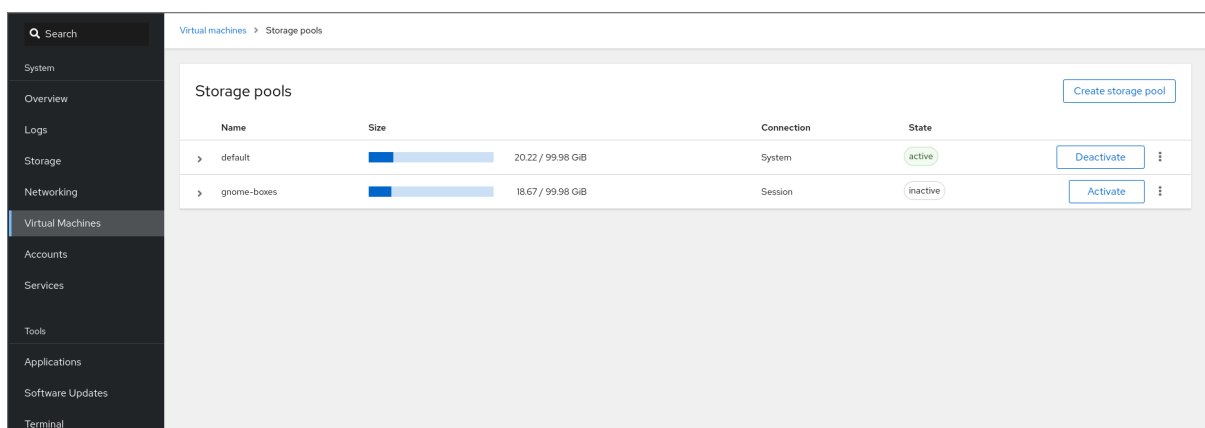 Search
Virtual machines > Storage pools
System
Overview
Logs
Storage
Networking
Virtual Machines
Accounts
Services
Tools
Applications
Software Updates
Terminal
Storage pools
Create storage pool
Name Size Connection State
default 20.22 / 99.98 GiB System active Deactivate
gnome-boxes 18.67 / 99.98 GiB Session inactive Activate